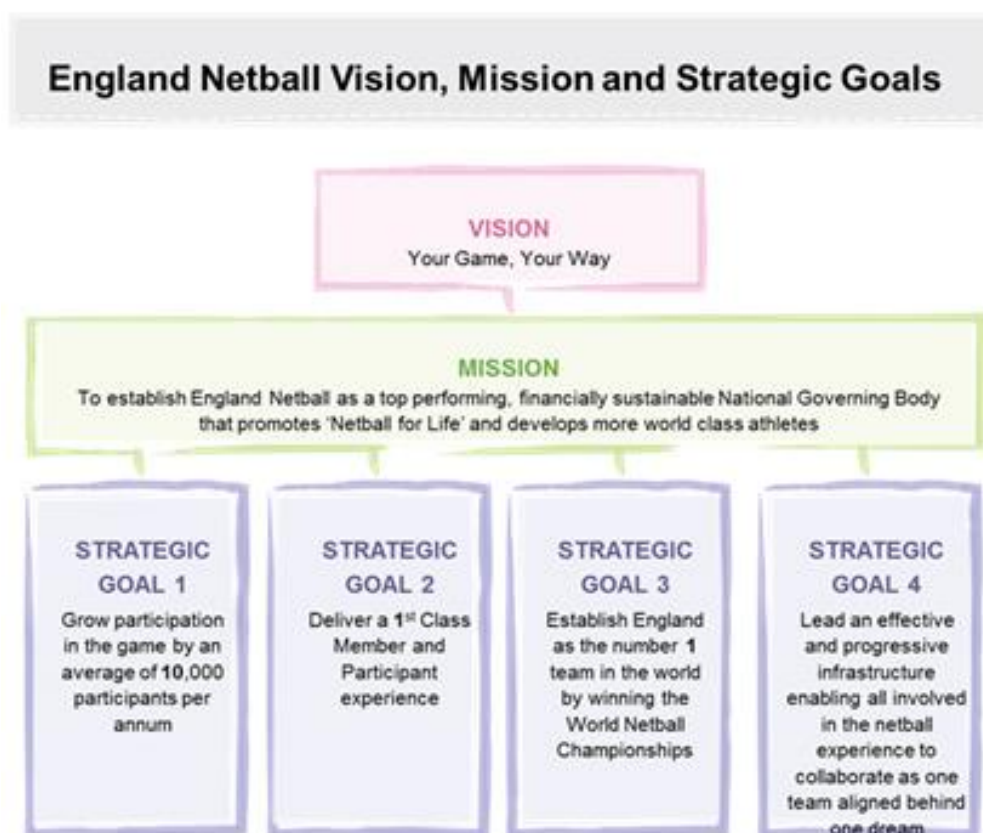 England Netball Vision, Mission and Strategic Goals
VISION
Your Game, Your Way
MISSION
To establish England Netball as a top performing, financially sustainable National Governing Body
that promotes ‘Netball for Life’ and develops more world class athletes
STRATEGIC
GOAL 1
Grow participation
in the game by an
average of 10,000
participants per
annum
STRATEGIC
GOAL 2
Deliver a 1st Class
Member and
Participant
experience
STRATEGIC
GOAL 3
Establish England
as the number 1
team in the world
by winning the
World Netball
Championships
STRATEGIC
GOAL 4
Lead an effective
and progressive
infrastructure
enabling all involved
in the netball
experience to
collaborate as one
team aligned behind
one dream